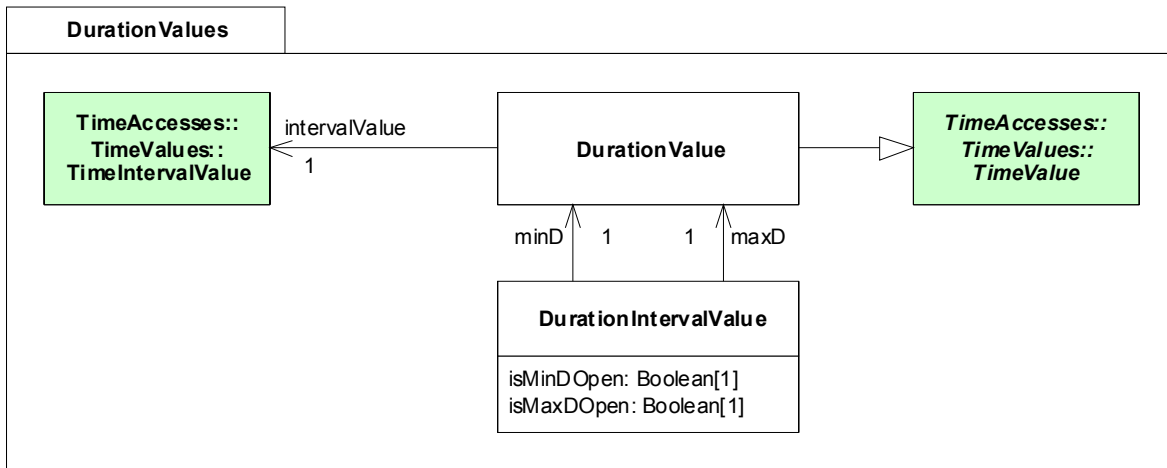 DurationValues
TimeAccesses::
TimeValues::
TimeIntervalValue
intervalValue
1
DurationValue
TimeAccesses::
TimeValues::
TimeValue
minD
1
1
maxD
DurationIntervalValue
isMinDOpen: Boolean[1]
isMaxDOpen: Boolean[1]